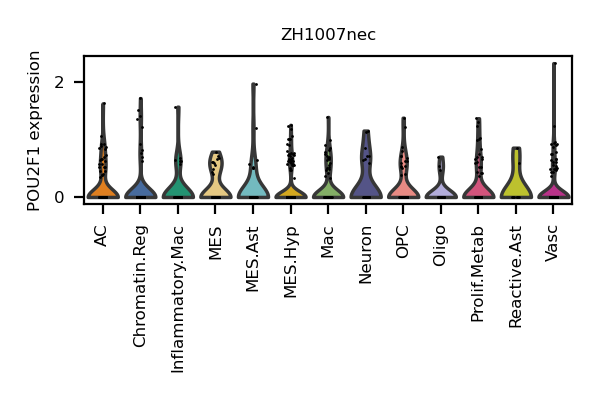 ZH1007nec
POU2F1 expression
2
0
AC
Chromatin.Reg
Inflammatory.Mac
MES
MES.Ast
MES.Hyp
Mac
Neuron
OPC
Oligo
Prolif.Metab
Reactive.Ast
Vasc